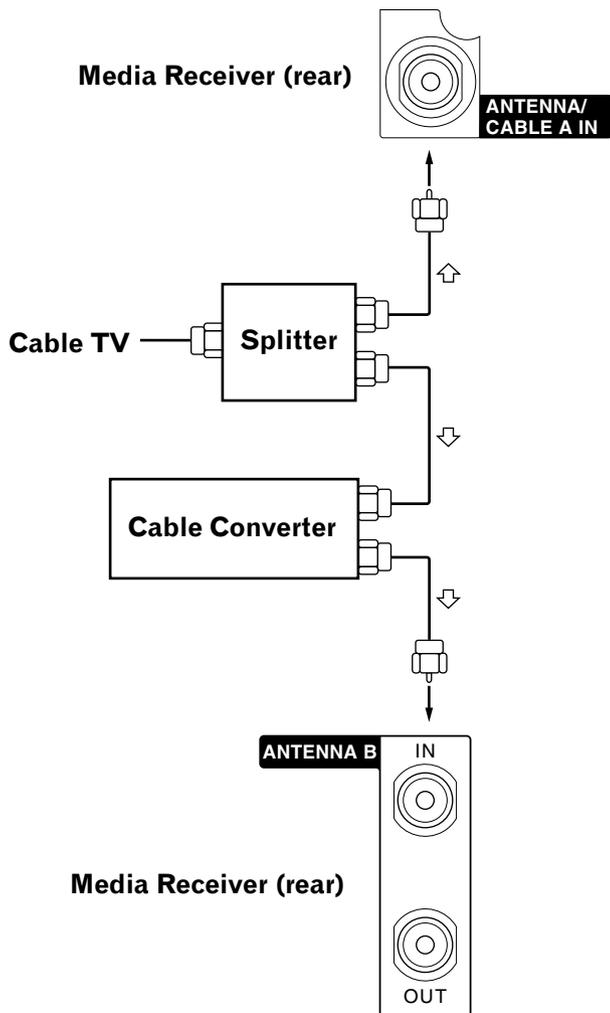 Media Receiver (rear)
ANTENNA/
CABLE A IN
Cable TV
Splitter
Cable Converter
ANTENNA B
IN
Media Receiver (rear)
OUT